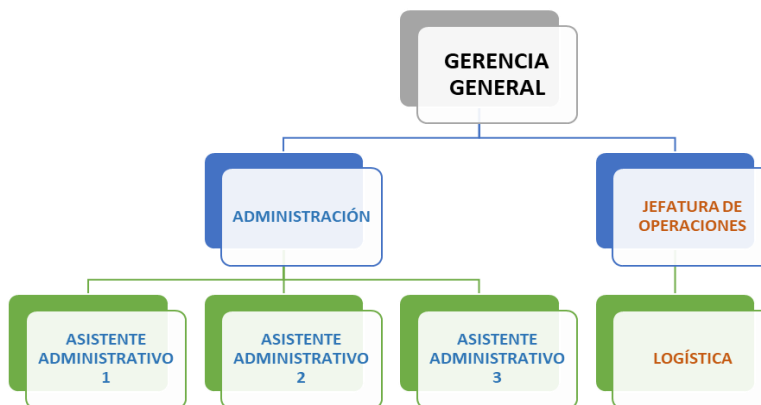 GERENCIA
GENERAL
ADMINISTRACIÓN
JEFATURA DE
OPERACIONES
ASISTENTE
ADMINISTRATIVO
1
ASISTENTE
ADMINISTRATIVO
2
ASISTENTE
ADMINISTRATIVO
3
LOGÍSTICA